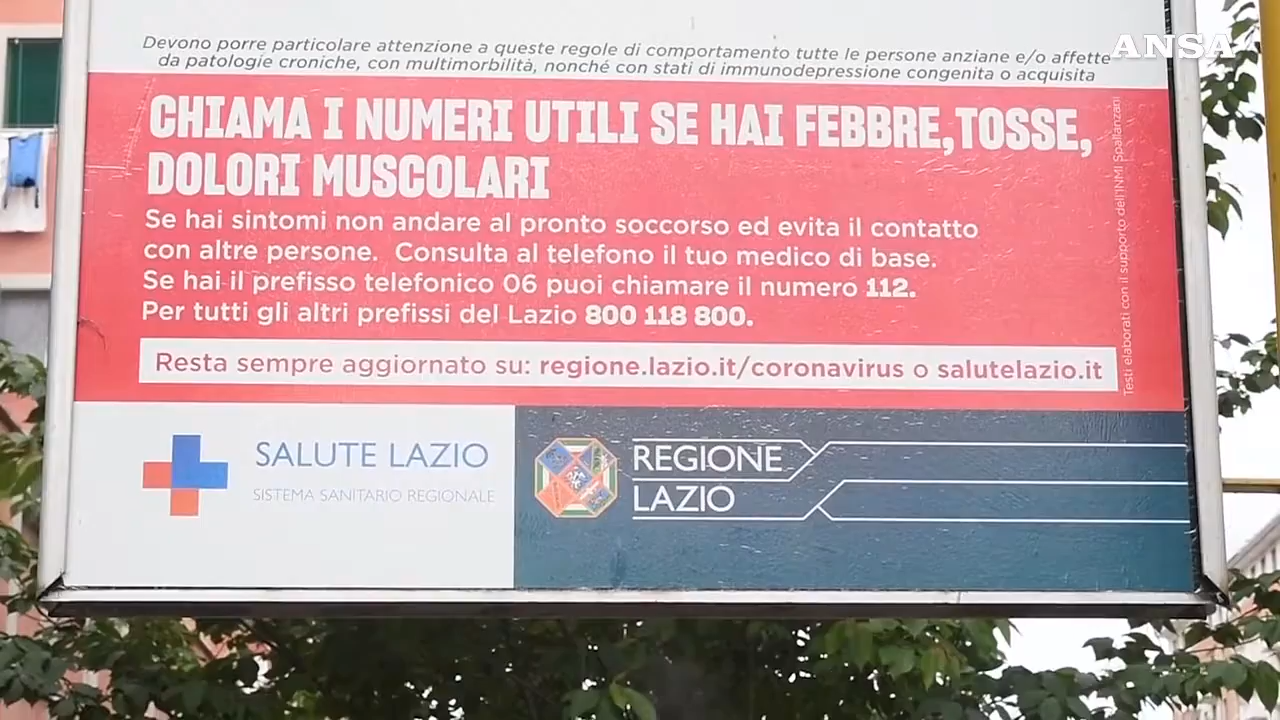 Devono porre particolare attenzione a queste regole di comportamento tutte le persone anziane e/o affette
da patologie croniche, con multimorbilità, nonché con stati di immunodepressione congenita o acquisita
ANSA
CHIAMA I NUMERI UTILI SE HAI FEBBRE,TOSSE,
DOLORI MUSCOLARI
Se hai sintomi non andare al pronto soccorso ed evita il contatto
con altre persone. Consulta al telefono il tuo medico di base.
Se hai il prefisso telefonico 06 puoi chiamare il numero 112.
Per tutti gli altri prefissi del Lazio 800 118 800.
Resta sempre aggiornato su: regione.lazio.it/coronavirus o salutelazio.it
Testi elaborati con il supporto dell'INMI Spallanzani
SALUTE LAZIO
SISTEMA SANITARIO REGIONALE
REGIONE
LAZIO